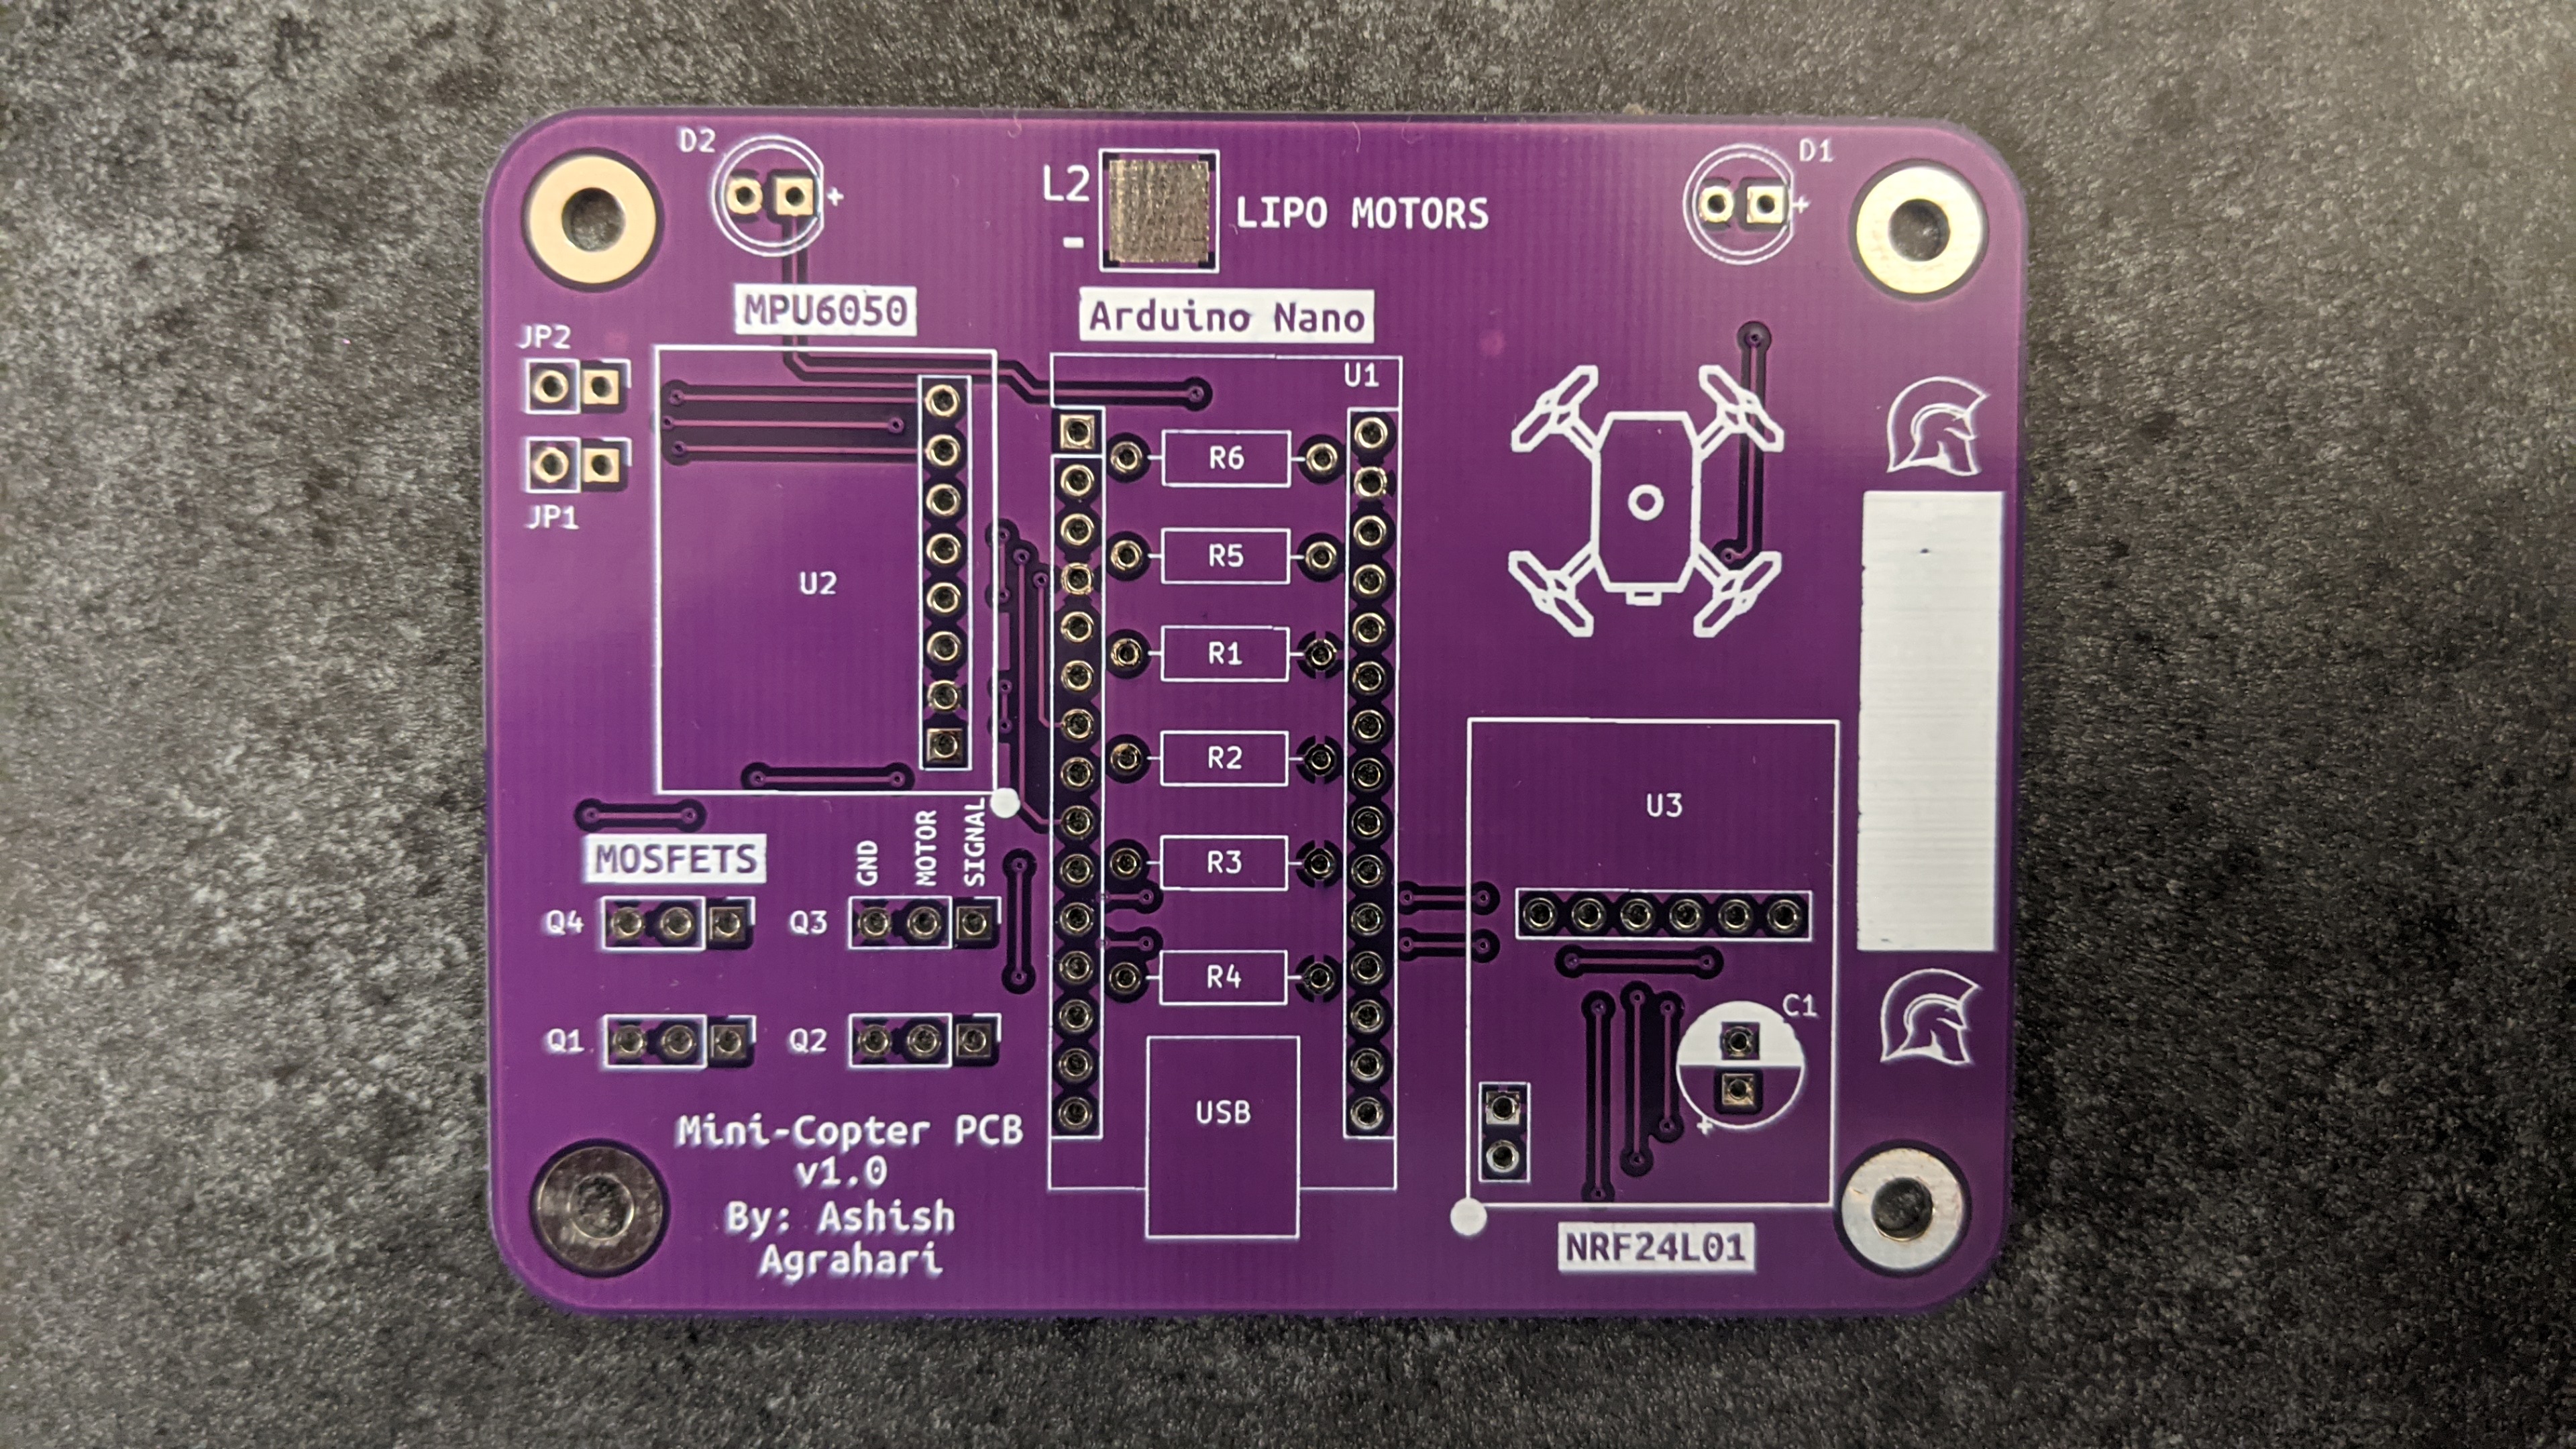 D2
+
L2
-
LIPO MOTORS
D1
+
MPU6050
Arduino Nano
JP2
JP1
U1
U2
R6
R5
R1
R2
R3
R4
U3
MOSFETS
GND
MOTOR
SIGNAL
Q4
Q3
Q1
Q2
C1
+
USB
Mini-Copter PCB
v1.0
By: Ashish
Agrahari
NRF24L01